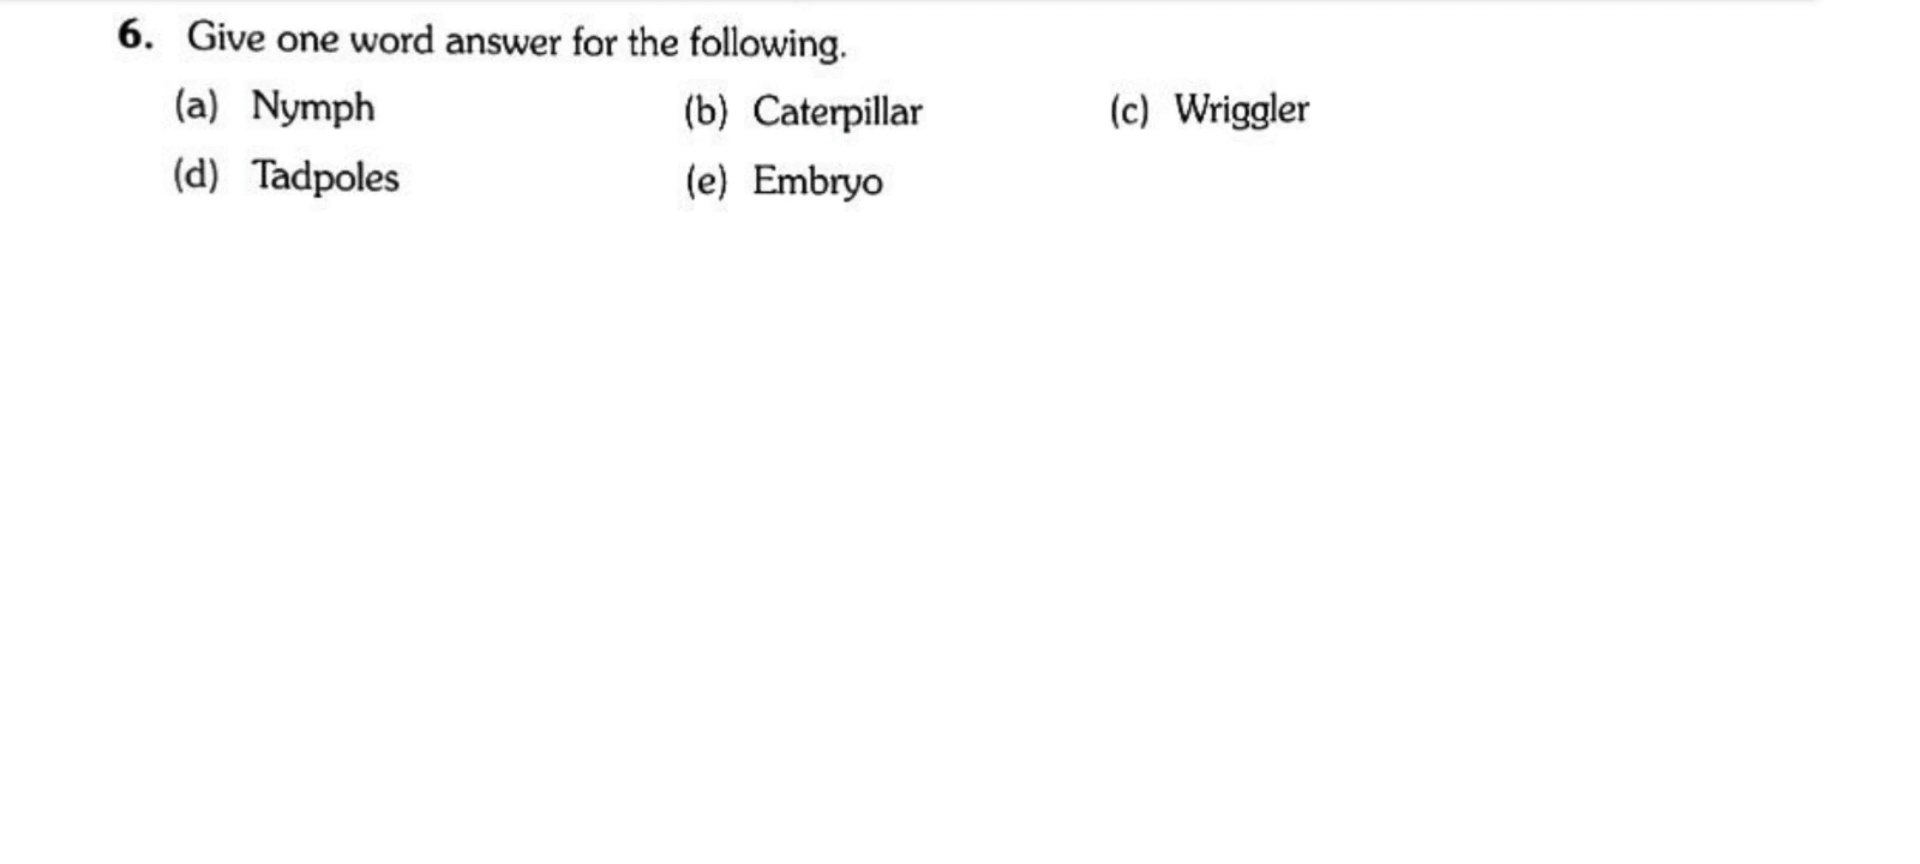 6. Give one word answer for the following.
(a) Nymph (b) Caterpillar (c) Wriggler
(d) Tadpoles (e) Embryo